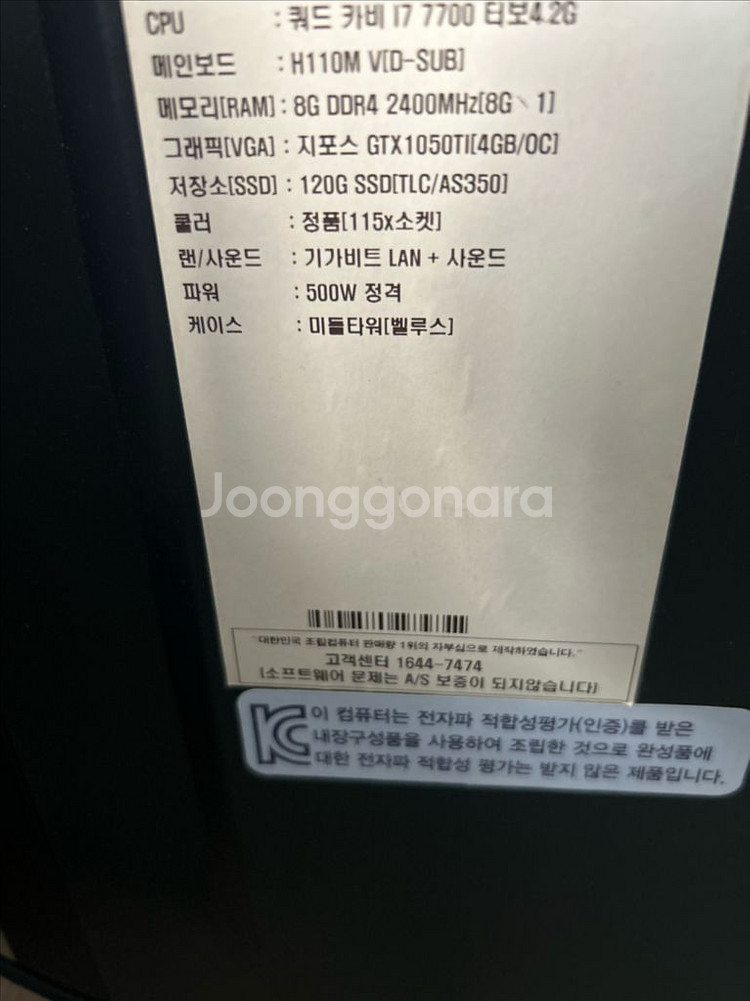 CPU : 쿼드 카비 I7 7700 터보4.2G
메인보드 : H110M V[D-SUB]
메모리[RAM] : 8G DDR4 2400MHz[8G\1]
그래픽[VGA] : 지포스 GTX1050TI[4GB/OC]
저장소[SSD] : 120G SSD[TLC/AS350]
쿨러 : 정품[115x소켓]
랜/사운드 : 기가비트 LAN + 사운드
파워 : 500W 정격
케이스 : 미들타워[벨루스]
Joonggonara
"대한민국 조립컴퓨터 판매량 1위의 자부심으로 제작하였습니다."
고객센터 1644-7474
[소프트웨어 문제는 A/S 보증이 되지않습니다]
이 컴퓨터는 전자파 적합성평가(인증)를 받은
내장구성품을 사용하여 조립한 것으로 완성품에
대한 전자파 적합성 평가는 받지 않은 제품입니다.